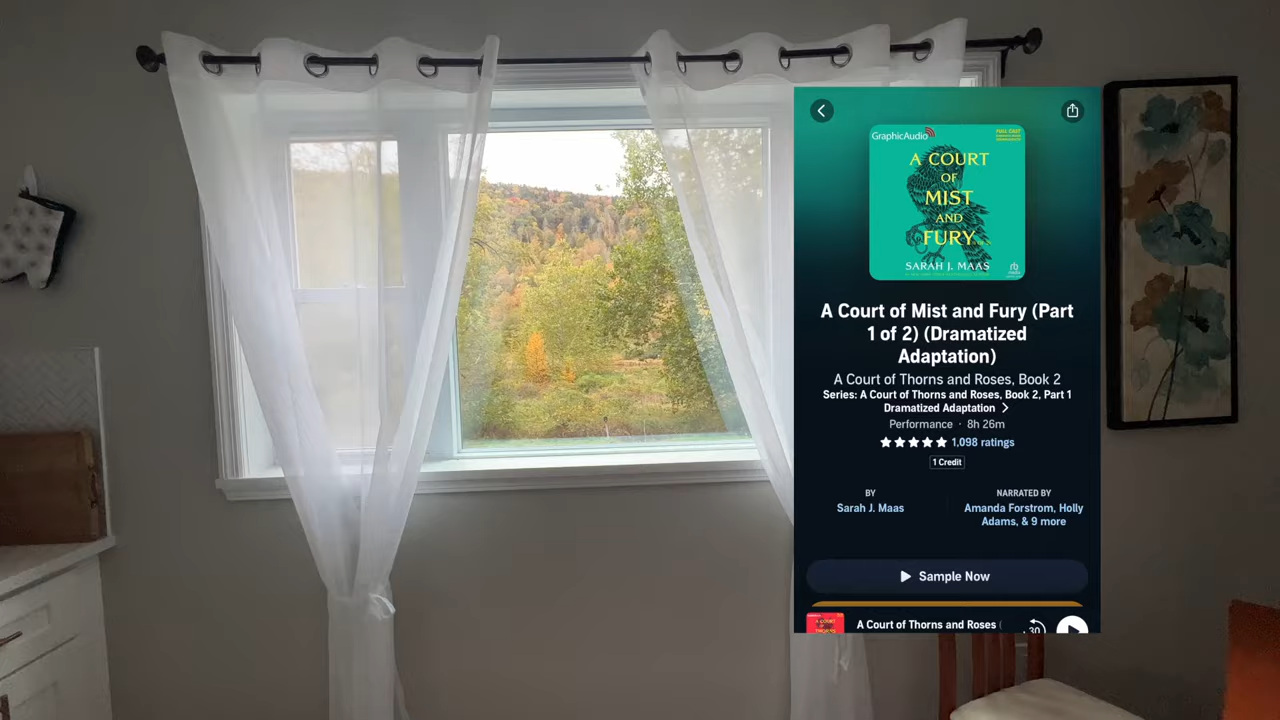 GraphicAudio
FULL CAST
A COURT
OF
MIST
AND
FURY
SARAH J. MAAS
A Court of Mist and Fury (Part
1 of 2) (Dramatized
Adaptation)
A Court of Thorns and Roses, Book 2
Series: A Court of Thorns and Roses, Book 2, Part 1
Dramatized Adaptation
Performance · 8h 26m
1,098 ratings
1 Credit
BY
Sarah J. Maas
NARRATED BY
Amanda Forstrom, Holly
Adams, & 9 more
Sample Now
A Court of Thorns and Roses (
30